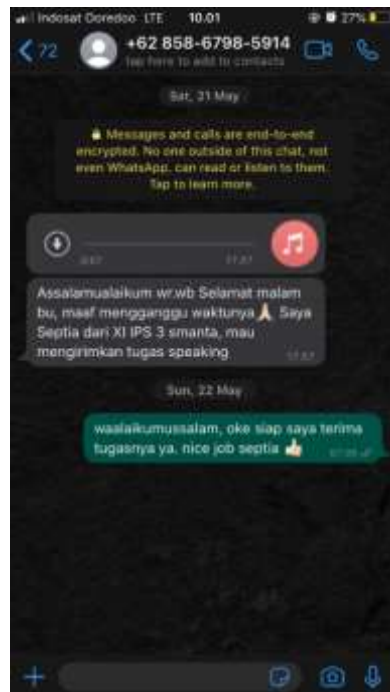 Indosat Ooredoo LTE 10.01 27%
72 +62 858-6798-5914
tap here to add to contacts
Sat, 21 May
Messages and calls are end-to-end
encrypted. No one outside of this chat, not
even WhatsApp, can read or listen to them.
Tap to learn more.
Assalamualaikum wr.wb Selamat malam
bu, maaf mengganggu waktunya🙏🏻 Saya
Septia dari XI IPS 3 smanta, mau
mengirimkan tugas speaking
Sun, 22 May
waalaikumussalam, oke siap saya terima
tugasnya ya. nice job septia 👍🏻